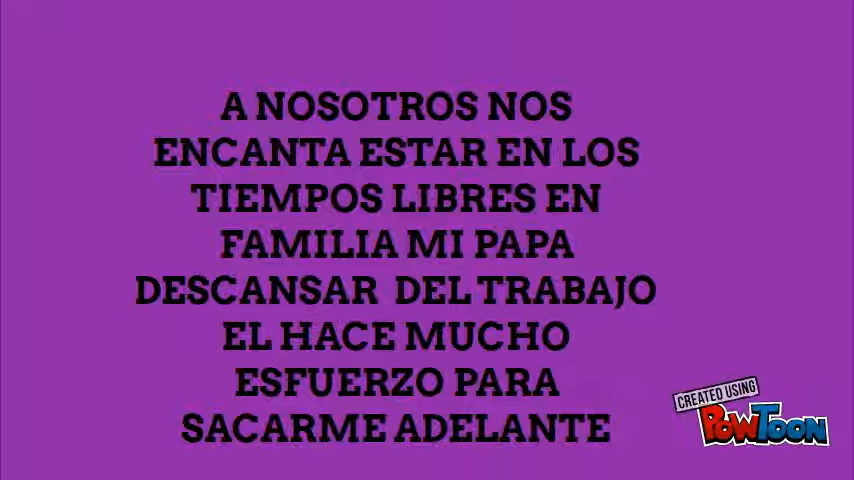 A NOSOTROS NOS
ENCANTA ESTAR EN LOS
TIEMPOS LIBRES EN
FAMILIA MI PAPA
DESCANSAR DEL TRABAJO
EL HACE MUCHO
ESFUERZO PARA
SACARME ADELANTE
CREATED USING
POWTOON